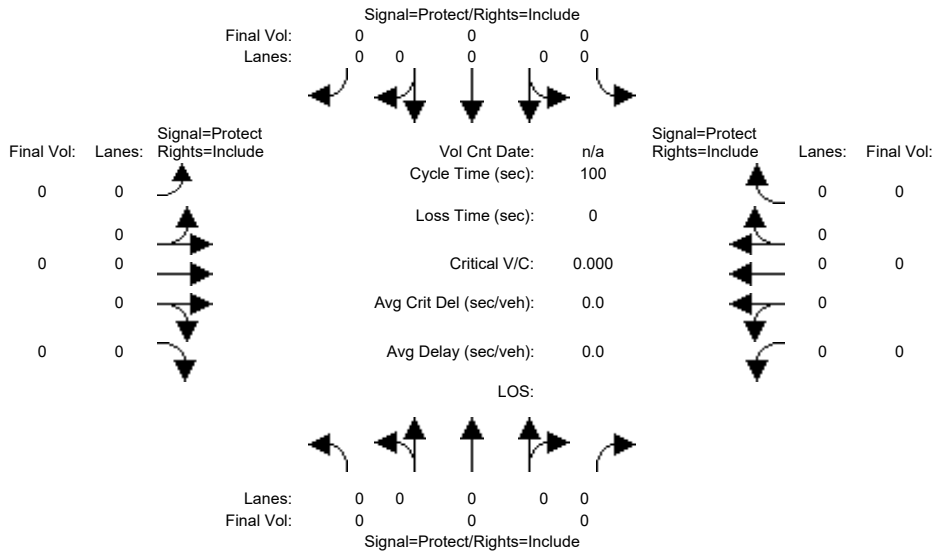 Signal=Protect/Rights=Include
Final Vol: 0 0 0
Lanes: 0 0 0 0 0
Signal=Protect
Final Vol: Lanes: Rights=Include
Vol Cnt Date: n/a
Signal=Protect
Rights=Include Lanes: Final Vol:
Cycle Time (sec): 100
0 0
0 0
Loss Time (sec): 0
0
0
0 0
Critical V/C: 0.000
0 0
0
Avg Crit Del (sec/veh): 0.0
0
0 0
Avg Delay (sec/veh): 0.0
0 0
LOS:
Lanes: 0 0 0 0 0
Final Vol: 0 0 0
Signal=Protect/Rights=Include